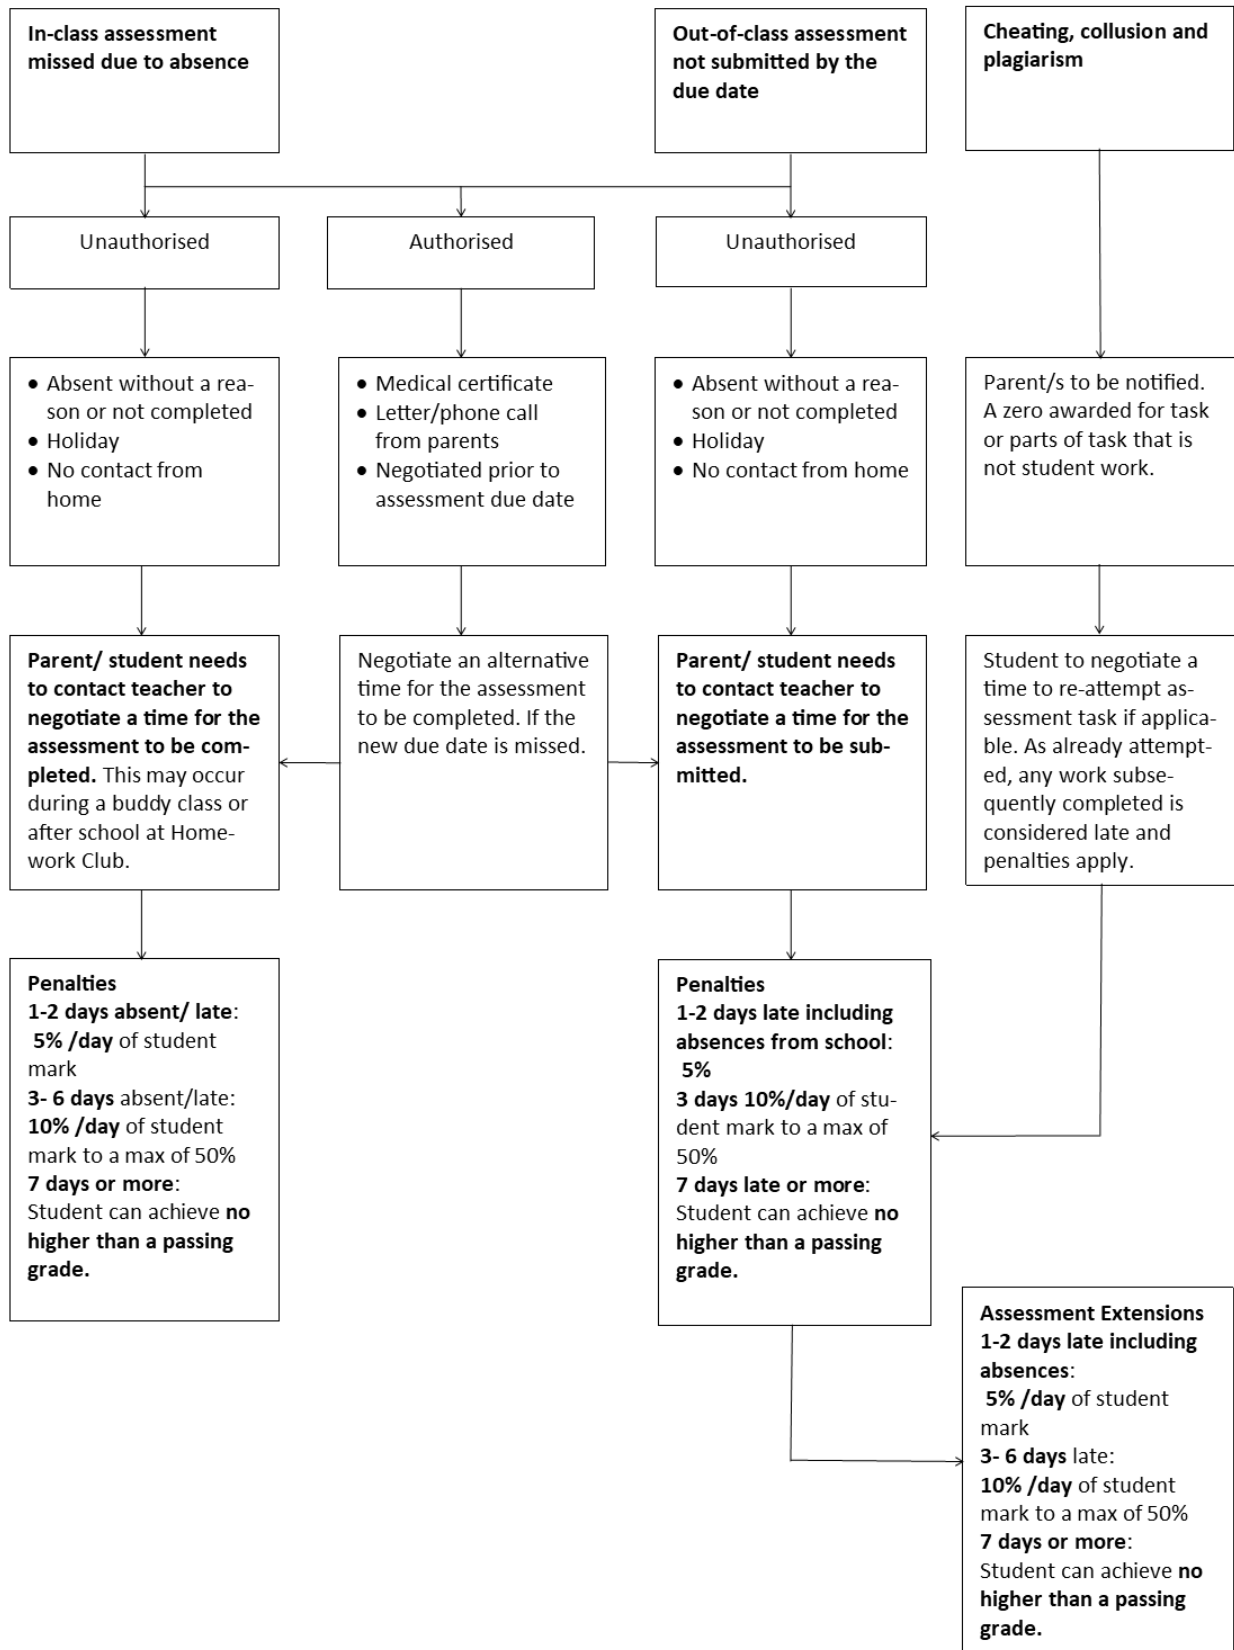 In-class assessment
missed due to absence
Out-of-class assessment
not submitted by the
due date
Cheating, collusion and
plagiarism
Unauthorised
Authorised
Unauthorised
• Absent without a rea-
son or not completed
• Holiday
• No contact from
home
• Medical certificate
• Letter/phone call
from parents
• Negotiated prior to
assessment due date
• Absent without a rea-
son or not completed
• Holiday
• No contact from home
Parent/s to be notified.
A zero awarded for task
or parts of task that is
not student work.
Parent/ student needs
to contact teacher to
negotiate a time for the
assessment to be com-
pleted. This may occur
during a buddy class or
after school at Home-
work Club.
Negotiate an alternative
time for the assessment
to be completed. If the
new due date is missed.
Parent/ student needs
to contact teacher to
negotiate a time for the
assessment to be sub-
mitted.
Student to negotiate a
time to re-attempt as-
sessment task if applica-
ble. As already attempt-
ed, any work subse-
quently completed is
considered late and
penalties apply.
Penalties
1-2 days absent/ late:
5% /day of student
mark
3- 6 days absent/late:
10% /day of student
mark to a max of 50%
7 days or more:
Student can achieve no
higher than a passing
grade.
Penalties
1-2 days late including
absences from school:
5%
3 days 10%/day of stu-
dent mark to a max of
50%
7 days late or more:
Student can achieve no
higher than a passing
grade.
Assessment Extensions
1-2 days late including
absences:
5% /day of student
mark
3- 6 days late:
10% /day of student
mark to a max of 50%
7 days or more:
Student can achieve no
higher than a passing
grade.